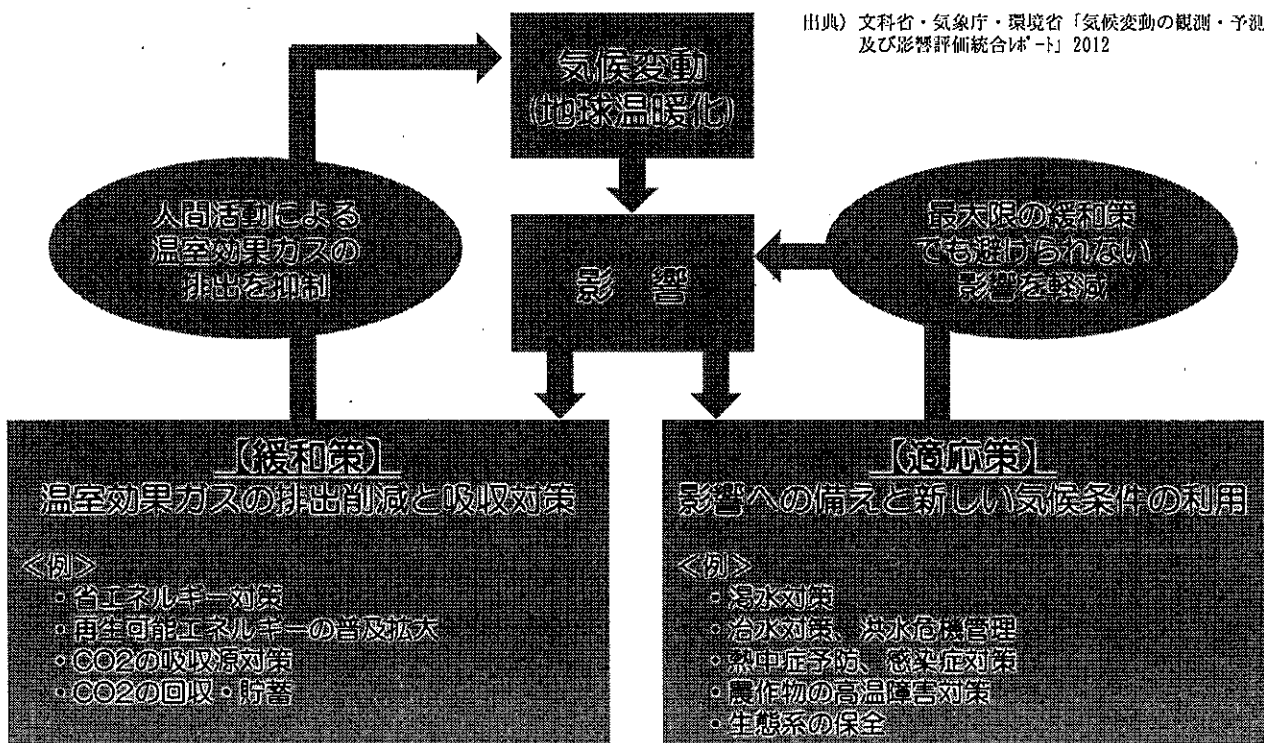 出典) 文科省・気象庁・環境省「気候変動の観測・予測
及び影響評価統合ﾚﾎﾟｰﾄ」2012
気候変動
(地球温暖化)
人間活動による
温室効果ガスの
排出を抑制
影 響
最大限の緩和策
でも避けられない
影響を軽減
【緩和策】
温室効果ガスの排出削減と吸収対策
<例>
・省エネルギー対策
・再生可能エネルギーの普及拡大
・CO2の吸収源対策
・CO2の回収・貯蓄
【適応策】
影響への備えと新しい気候条件の利用
<例>
・渇水対策
・治水対策、洪水危機管理
・熱中症予防、感染症対策
・農作物の高温障害対策
・生態系の保全